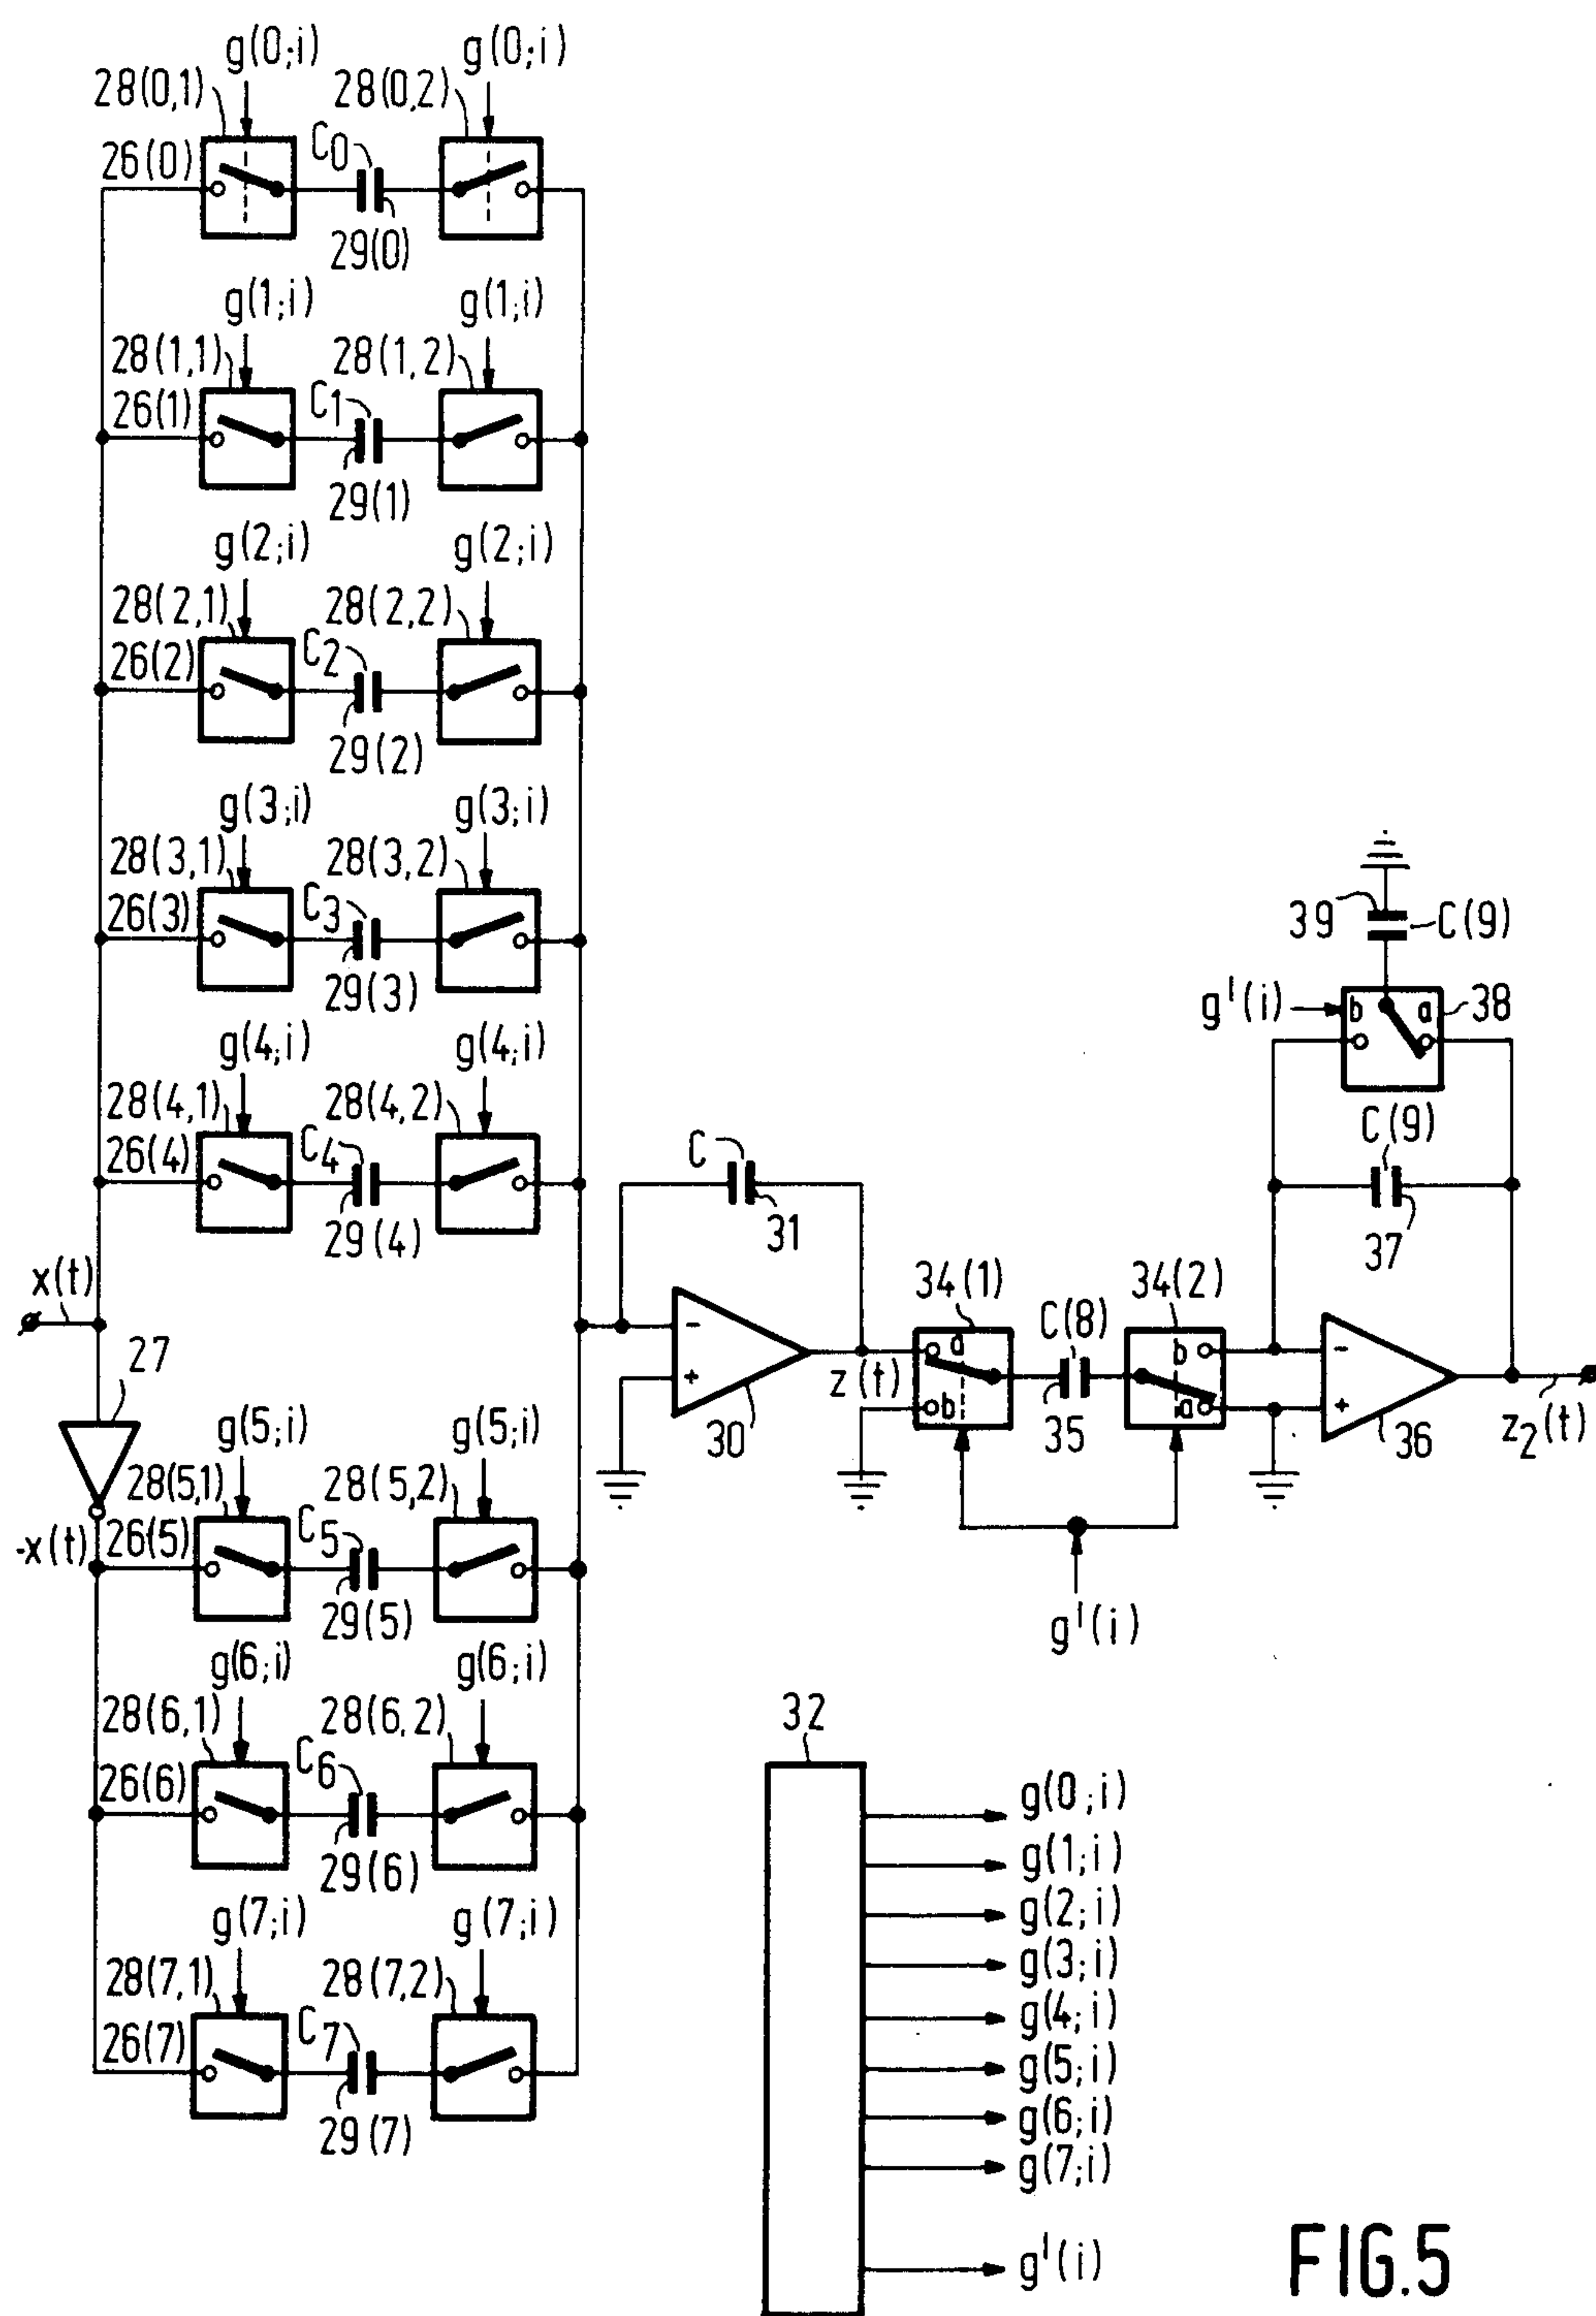 g(0;i) g(0;i)
28(0,1) 28(0,2)
26(0) C0
29(0)
g(1;i) g(1;i)
28(1,1) 28(1,2)
26(1) C1
29(1)
g(2;i) g(2;i)
28(2,1) 28(2,2)
26(2) C2
29(2)
g(3;i) g(3;i)
28(3,1) 28(3,2)
26(3) C3
29(3)
g(4;i) g(4;i)
28(4,1) 28(4,2)
26(4) C4
29(4)
x(t)
27
-x(t)
g(5;i) g(5;i)
28(5,1) 28(5,2)
26(5) C5
29(5)
g(6;i) g(6;i)
28(6,1) 28(6,2)
26(6) C6
29(6)
g(7;i) g(7;i)
28(7,1) 28(7,2)
26(7) C7
29(7)
C
31
-
+
30
z(t)
34(1)
a
b
C(8)
35
34(2)
b
a
g'(i)
39 C(9)
g'(i) b a 38
C(9)
37
-
+
36
z2(t)
32
g(0;i)
g(1;i)
g(2;i)
g(3;i)
g(4;i)
g(5;i)
g(6;i)
g(7;i)
g'(i)
FIG.5